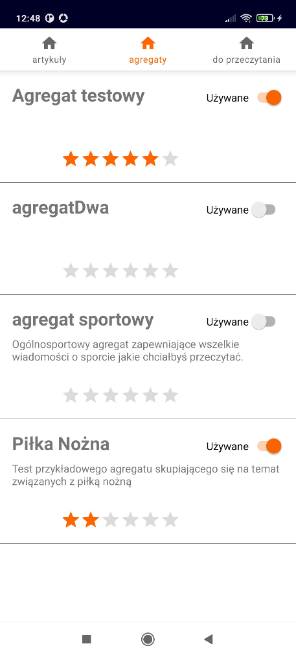 12:48 73
artykuły agregaty do przeczytania
Agregat testowy Używane
agregatDwa Używane
agregat sportowy Używane
Ogólnosportowy agregat zapewniające wszelkie
wiadomości o sporcie jakie chciałbyś przeczytać.
Piłka Nożna Używane
Test przykładowego agregatu skupiającego się na temat
związanych z piłką nożną